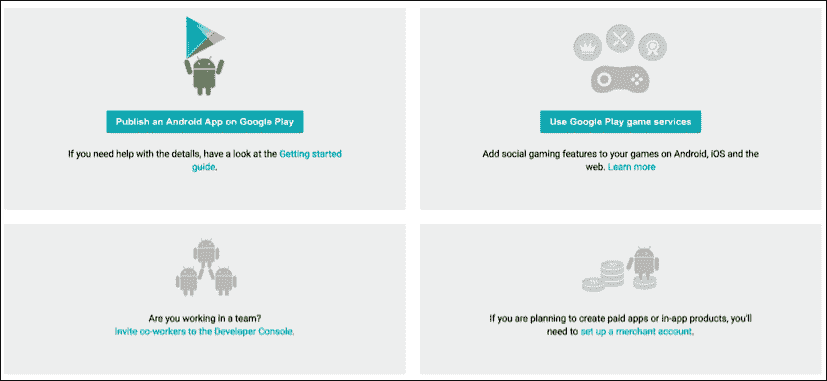 Publish an Android App on Google Play
If you need help with the details, have a look at the Getting started
guide.
Use Google Play game services
Add social gaming features to your games on Android, iOS and the
web. Learn more
Are you working in a team?
Invite co-workers to the Developer Console.
If you are planning to create paid apps or in-app products, you'll
need to set up a merchant account.